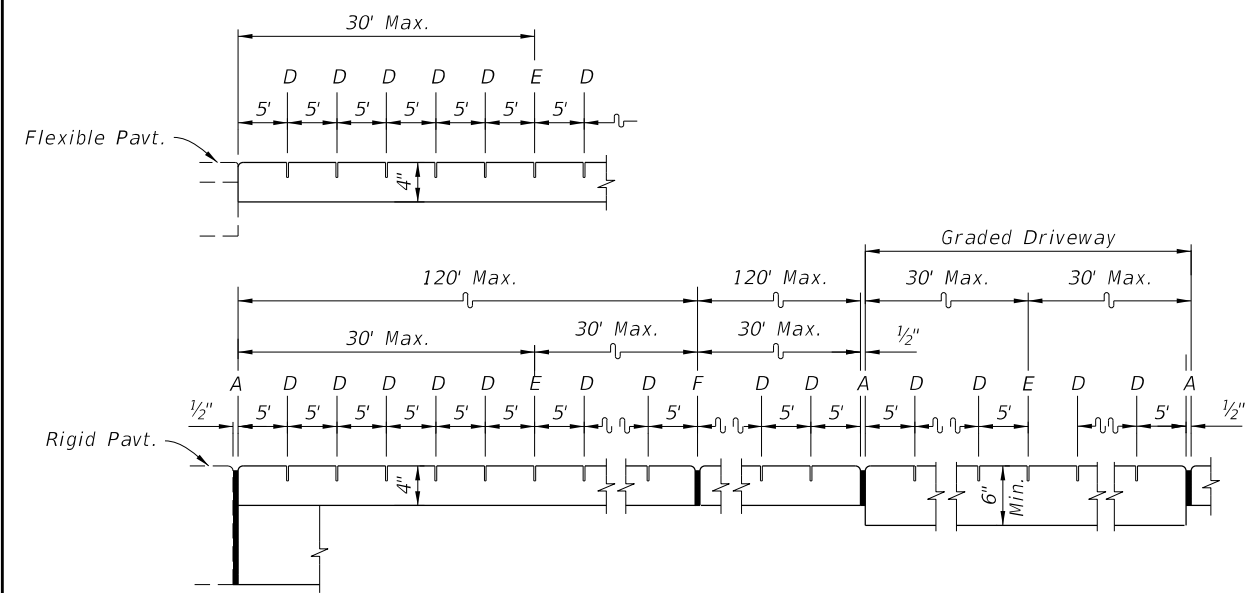 30' Max.
D D D D D E D
5' 5' 5' 5' 5' 5' 5'
Flexible Pavt.
4"
Graded Driveway
120' Max. 120' Max. 30' Max. 30' Max.
30' Max. 30' Max. 30' Max. ½"
A D D D D D E D D F D D A D D E D D A
½" 5' 5' 5' 5' 5' 5' 5' 5' 5' 5' 5' 5' 5' ½"
Rigid Pavt.
4"
6" Min.